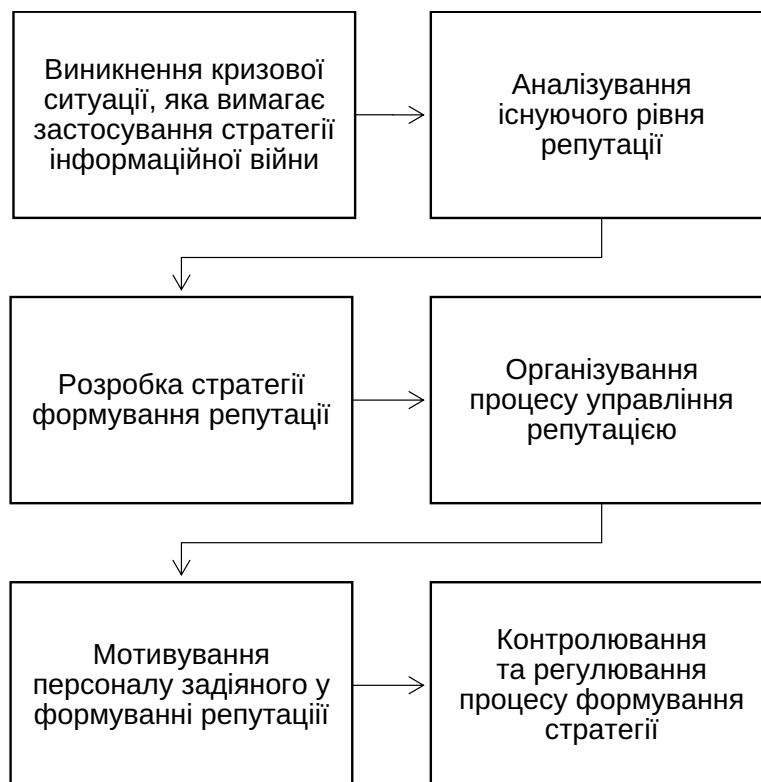 Виникнення кризової
ситуації, яка вимагає
застосування стратегії
інформаційної війни
Аналізування
існуючого рівня
репутації
Розробка стратегії
формування репутації
Організування
процесу управління
репутацією
Мотивування
персоналу задіяного у
формуванні репутаціії
Контролювання
та регулювання
процесу формування
стратегії